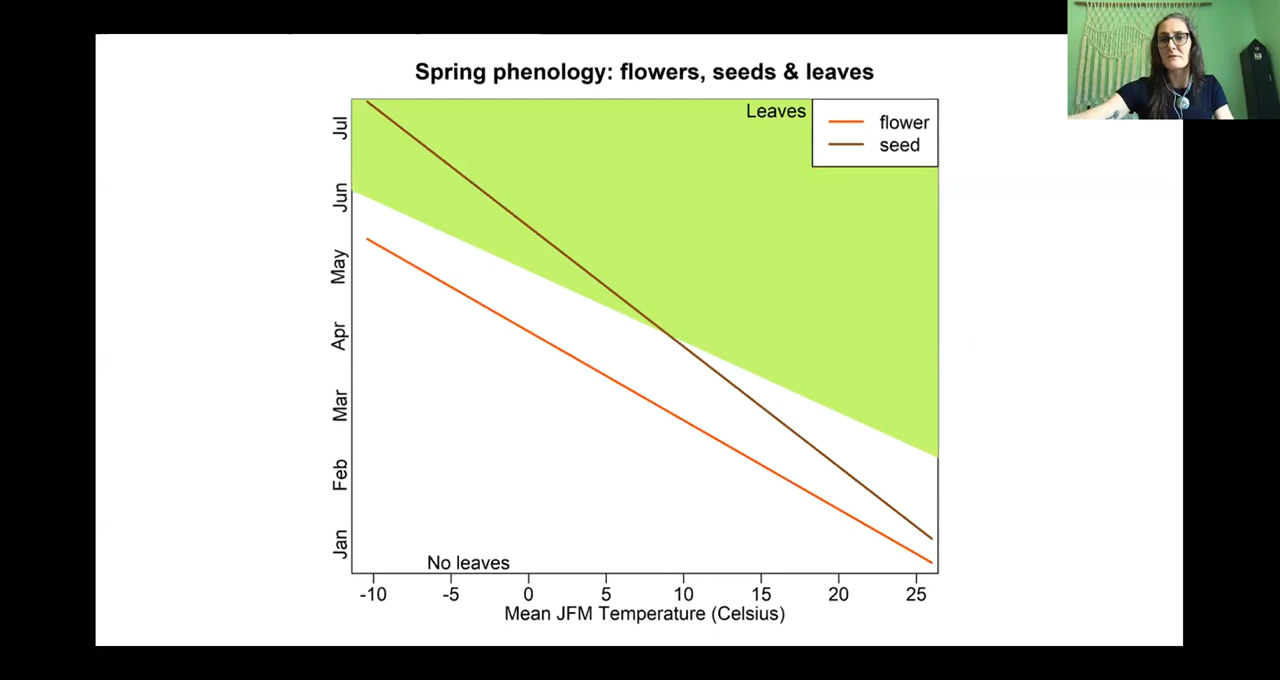 Spring phenology: flowers, seeds & leaves
Leaves
flower
seed
Jul
Jun
May
Apr
Mar
Feb
Jan
No leaves
-10 -5 0 5 10 15 20 25
Mean JFM Temperature (Celsius)